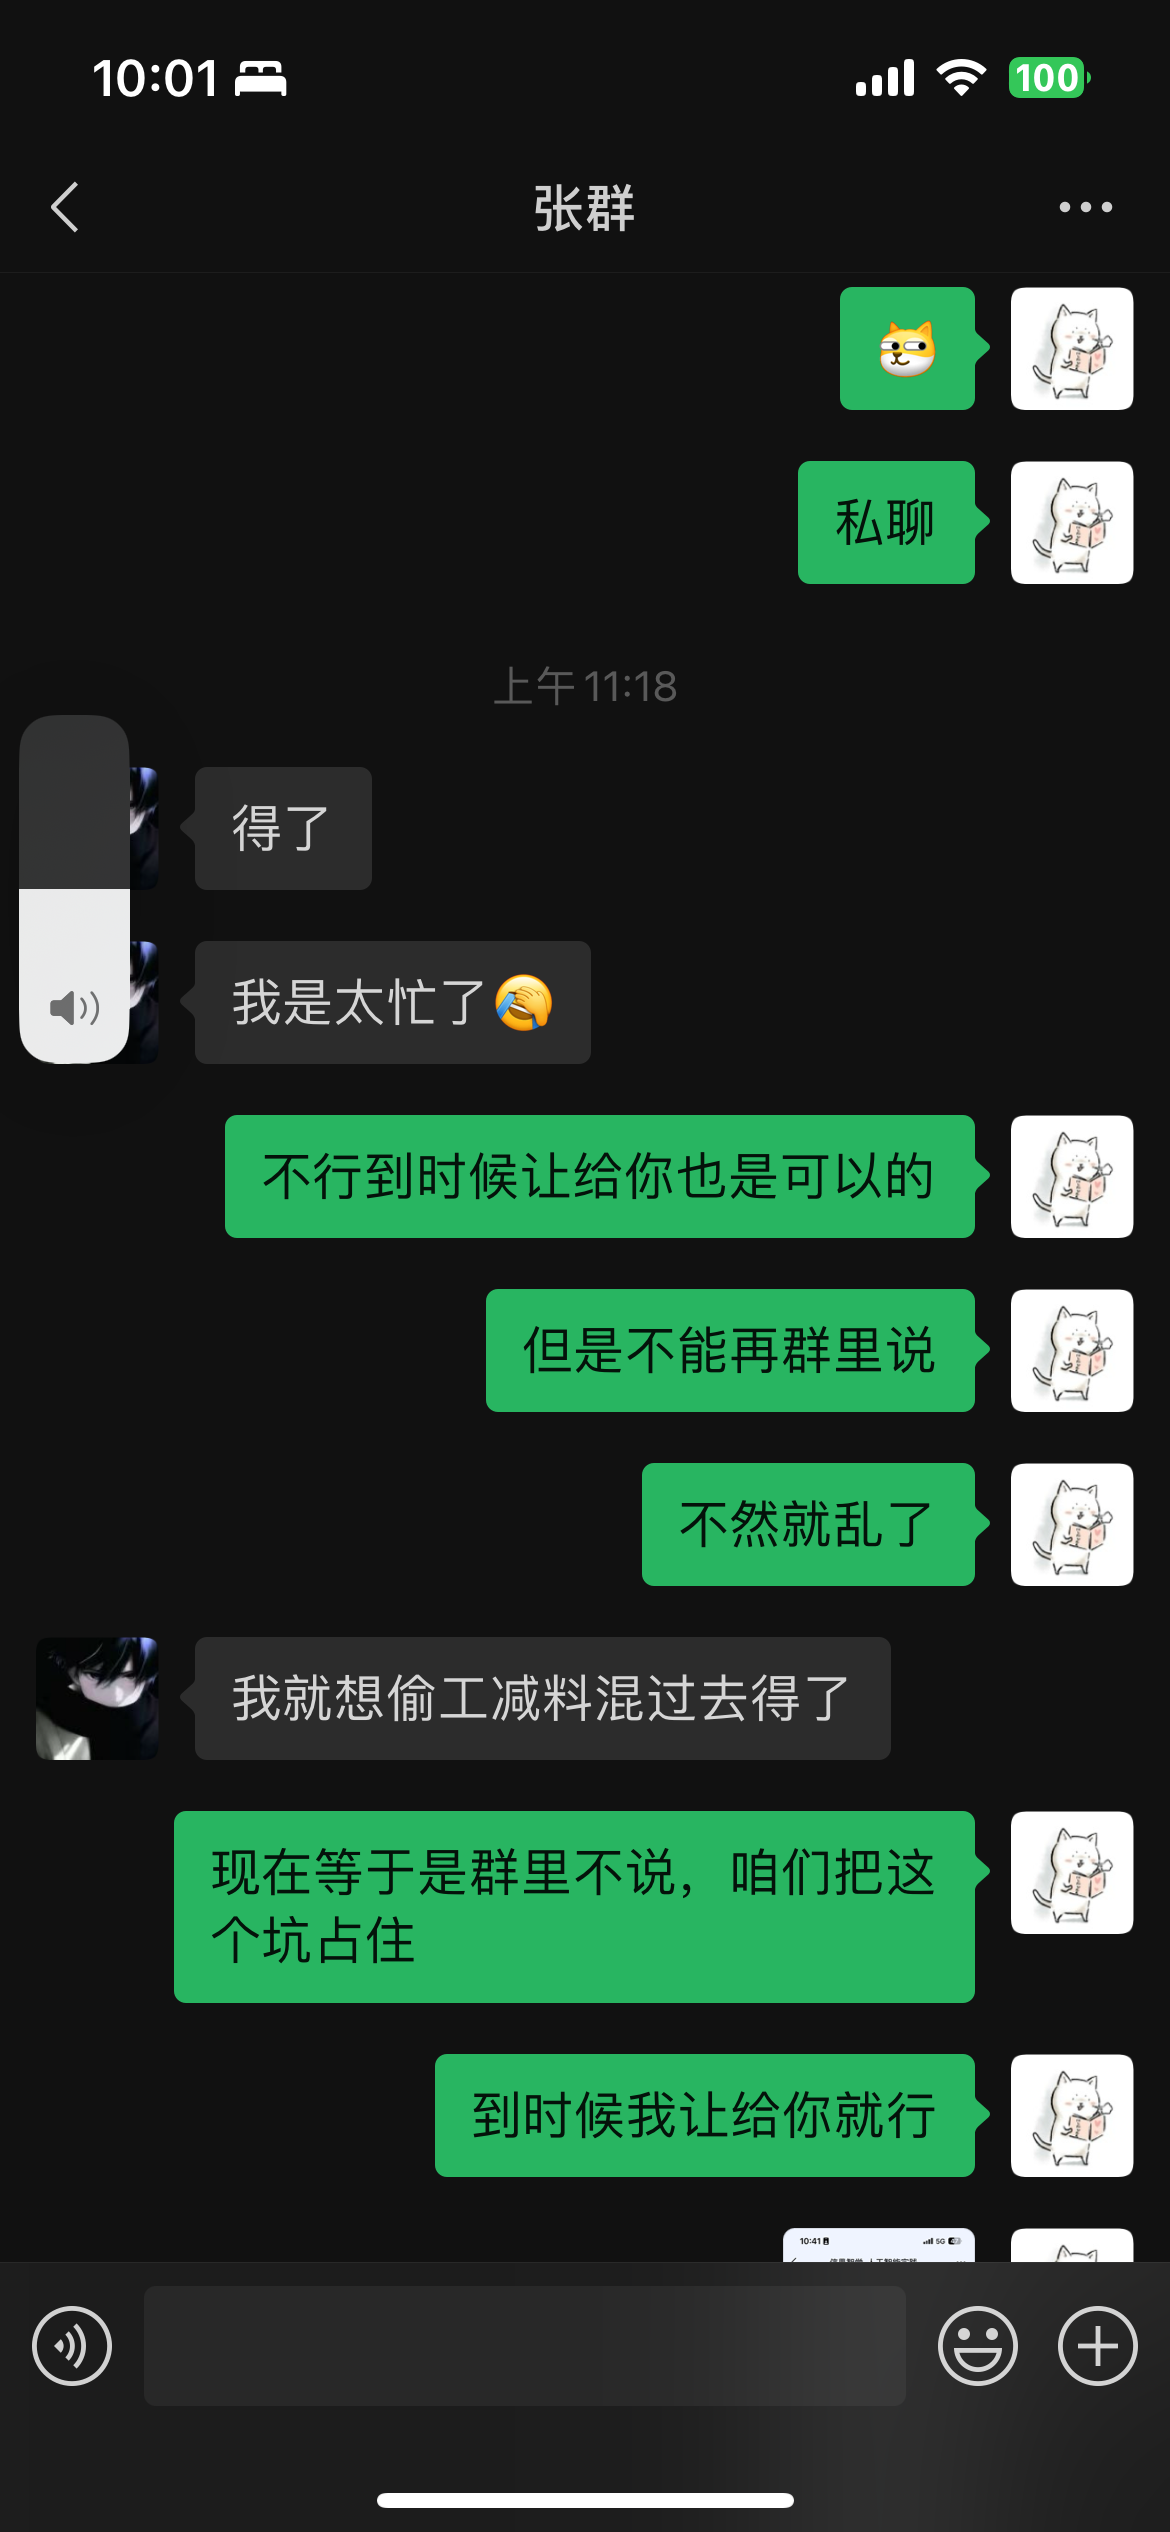 10:01
100
张群
私聊
上午 11:18
得了
我是太忙了
不行到时候让给你也是可以的
但是不能再群里说
不然就乱了
我就想偷工减料混过去得了
现在等于是群里不说，咱们把这
个坑占住
到时候我让给你就行
10:41
5G